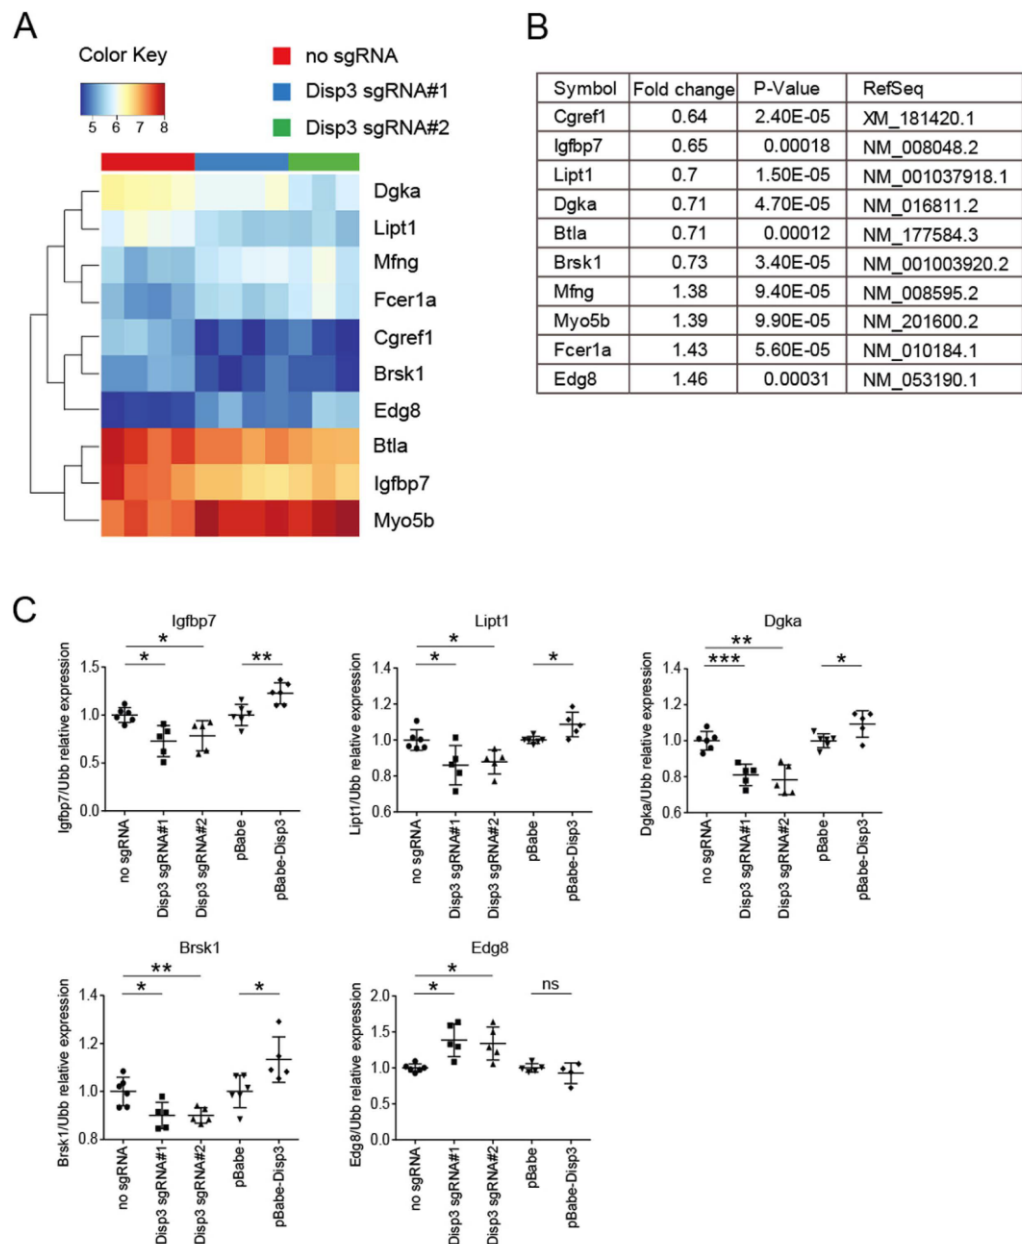 A
Color Key
5 6 7 8
no sgRNA
Disp3 sgRNA#1
Disp3 sgRNA#2
Dgka
Lipt1
Mfng
Fcer1a
Cgref1
Brsk1
Edg8
Btla
Igfbp7
Myo5b
B
Symbol Fold change P-Value RefSeq
Cgref1 0.64 2.40E-05 XM_181420.1
Igfbp7 0.65 0.00018 NM_008048.2
Lipt1 0.7 1.50E-05 NM_001037918.1
Dgka 0.71 4.70E-05 NM_016811.2
Btla 0.71 0.00012 NM_177584.3
Brsk1 0.73 3.40E-05 NM_001003920.2
Mfng 1.38 9.40E-05 NM_008595.2
Myo5b 1.39 9.90E-05 NM_201600.2
Fcer1a 1.43 5.60E-05 NM_010184.1
Edg8 1.46 0.00031 NM_053190.1
C
Igfbp7
Igfbp7/Ubb relative expression
1.5
1.0
0.5
0.0
* * **
no sgRNA
Disp3 sgRNA#1
Disp3 sgRNA#2
pBabe
pBabe-Disp3
Lipt1
Lipt1/Ubb relative expression
1.4
1.2
1.0
0.8
0.6
* * *
no sgRNA
Disp3 sgRNA#1
Disp3 sgRNA#2
pBabe
pBabe-Disp3
Dgka
Dgka/Ubb relative expression
1.4
1.2
1.0
0.8
0.6
** *** *
no sgRNA
Disp3 sgRNA#1
Disp3 sgRNA#2
pBabe
pBabe-Disp3
Brsk1
Brsk1/Ubb relative expression
1.4
1.2
1.0
0.8
** * *
no sgRNA
Disp3 sgRNA#1
Disp3 sgRNA#2
pBabe
pBabe-Disp3
Edg8
Edg8/Ubb relative expression
2.0
1.5
1.0
0.5
0.0
* * ns
no sgRNA
Disp3 sgRNA#1
Disp3 sgRNA#2
pBabe
pBabe-Disp3